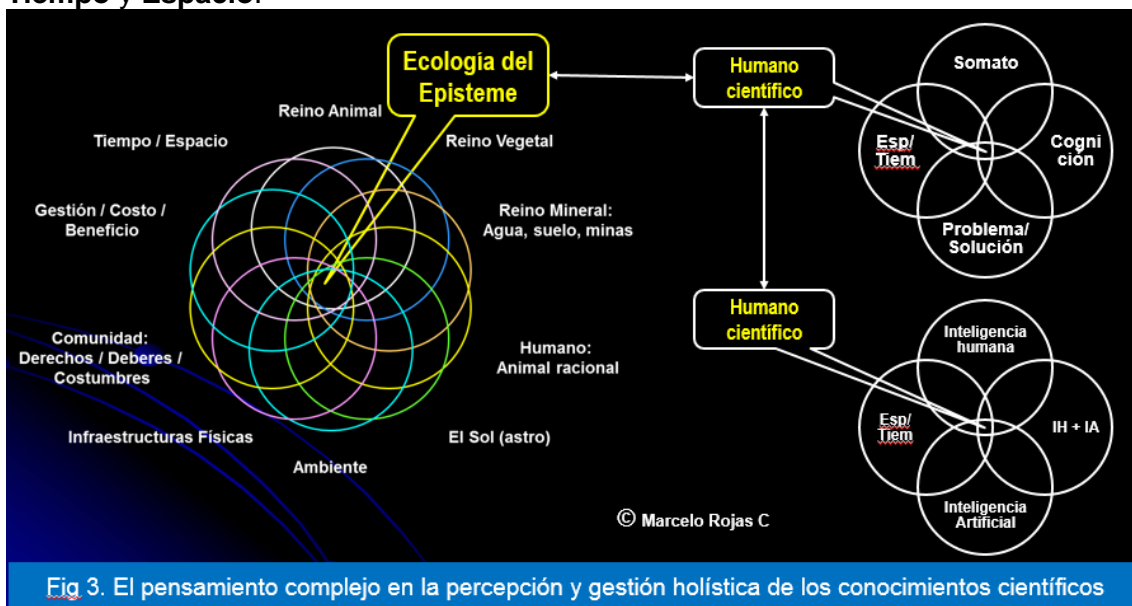 Tiempo y Espacio.
Ecología del
Episteme
Reino Animal
Reino Vegetal
Tiempo / Espacio
Gestión / Costo /
Beneficio
Reino Mineral:
Agua, suelo, minas
Comunidad:
Derechos / Deberes /
Costumbres
Humano:
Animal racional
Infraestructuras Físicas
El Sol (astro)
Ambiente
Humano
científico
Somato
Esp/
Tiem
Cogni
ción
Problema/
Solución
Humano
científico
Inteligencia
humana
Esp/
Tiem
IH + IA
Inteligencia
Artificial
© Marcelo Rojas C
Fig 3. El pensamiento complejo en la percepción y gestión holística de los conocimientos científicos